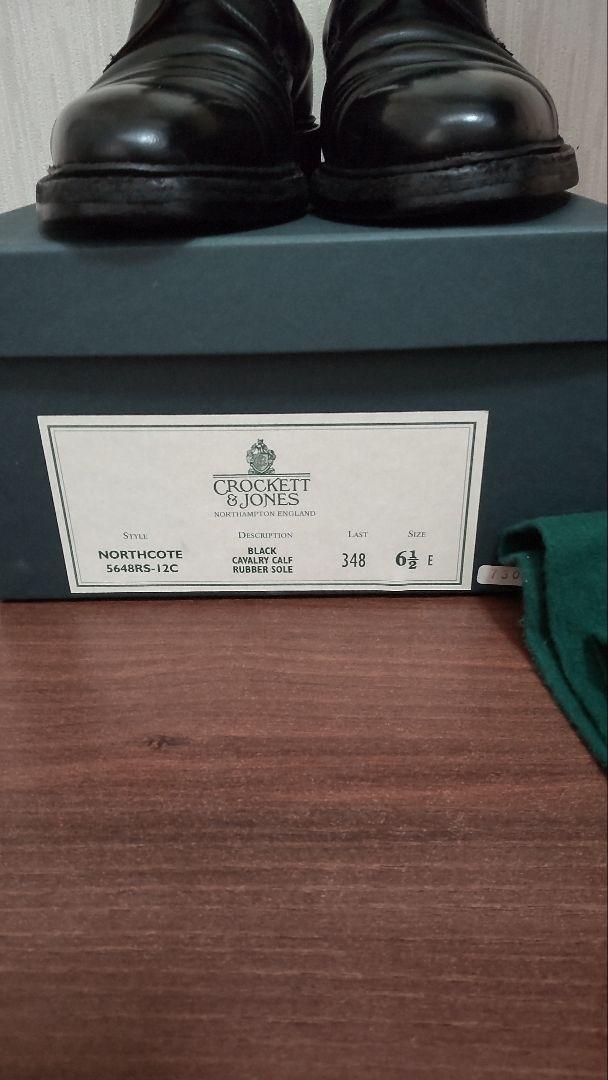 CROCKETT
& JONES
NORTHAMPTON ENGLAND
STYLE DESCRIPTION LAST SIZE
NORTHCOTE
5648RS-12C
BLACK
CAVALRY CALF
RUBBER SOLE
348
6½ E